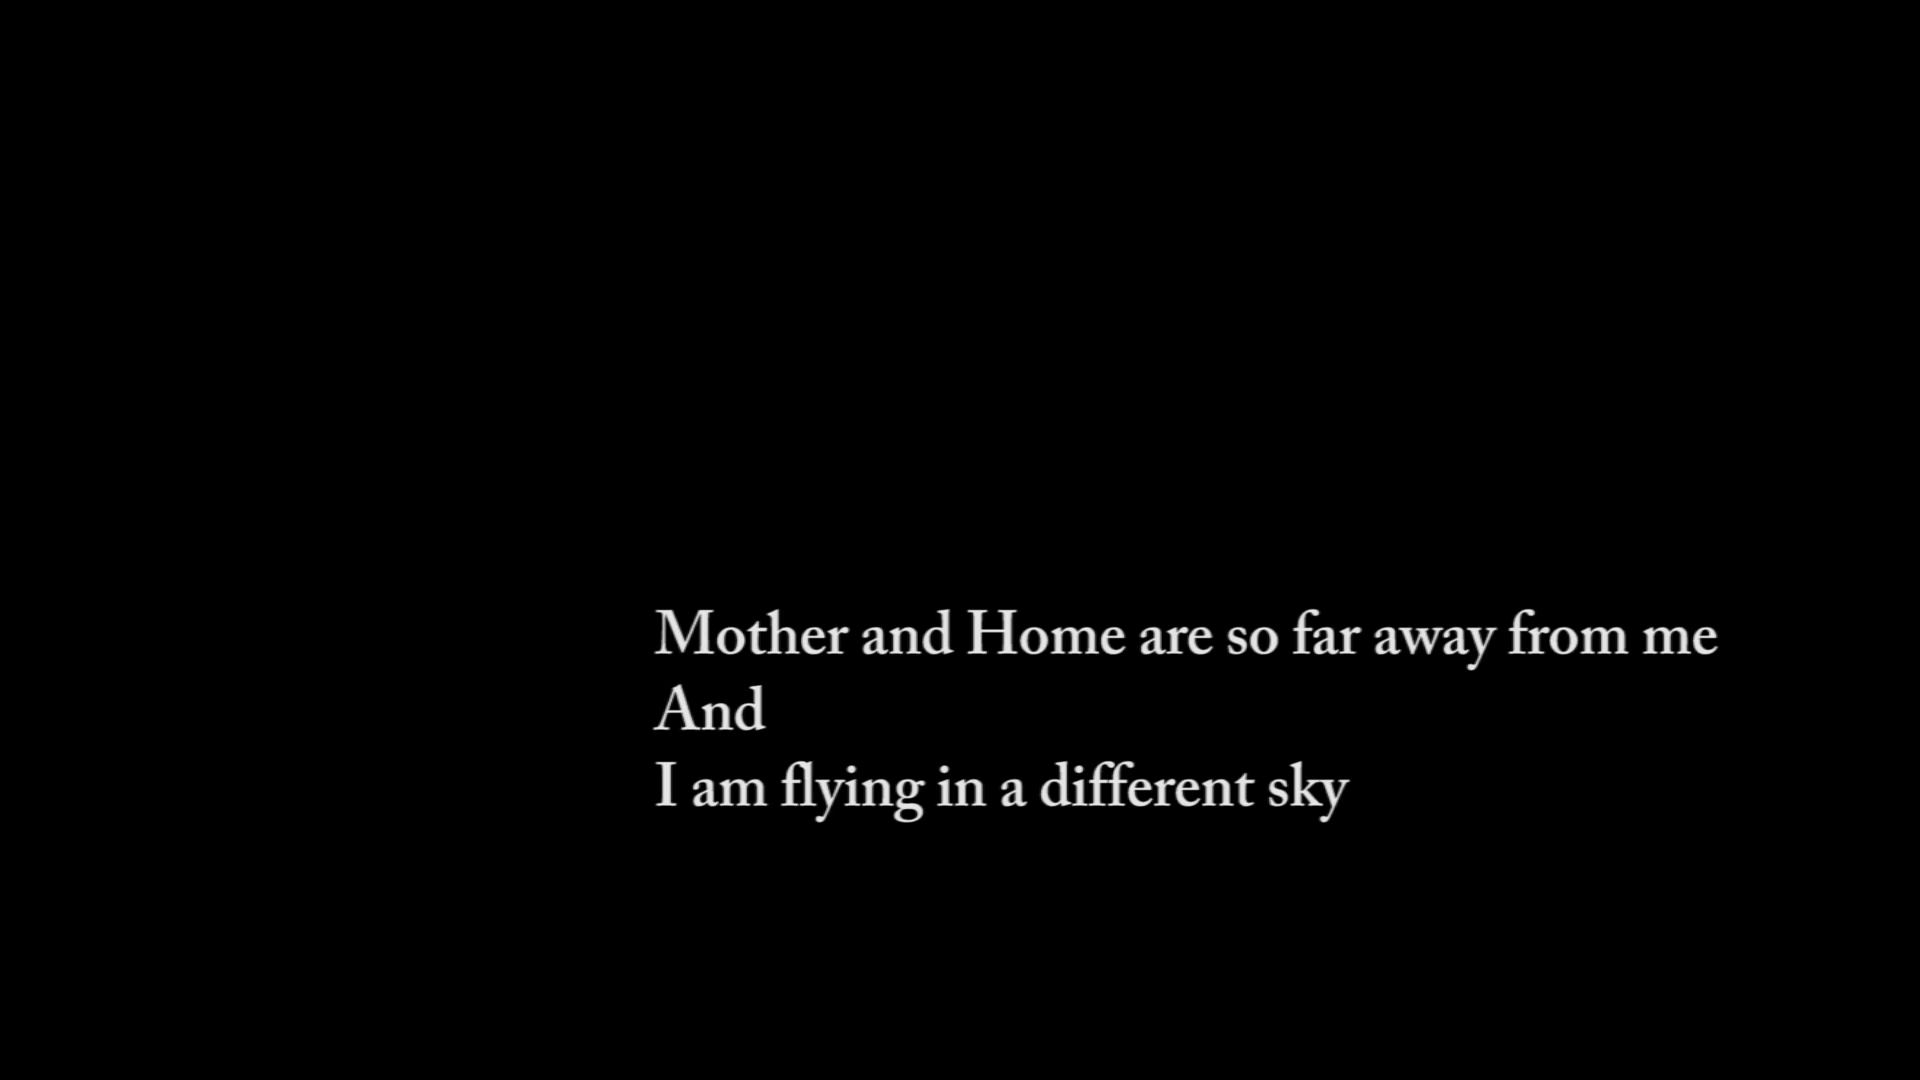 Mother and Home are so far away from me
And
I am flying in a different sky